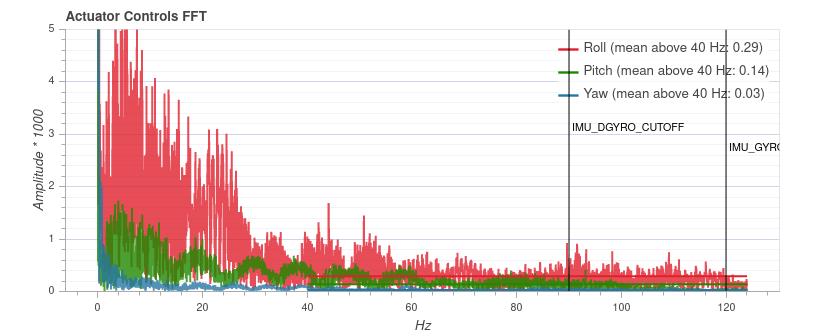 Actuator Controls FFT
5
4
3
2
1
0
Amplitude * 1000
Roll (mean above 40 Hz: 0.29)
Pitch (mean above 40 Hz: 0.14)
Yaw (mean above 40 Hz: 0.03)
IMU_DGYRO_CUTOFF
IMU_GYR
0 20 40 60 80 100 120
Hz